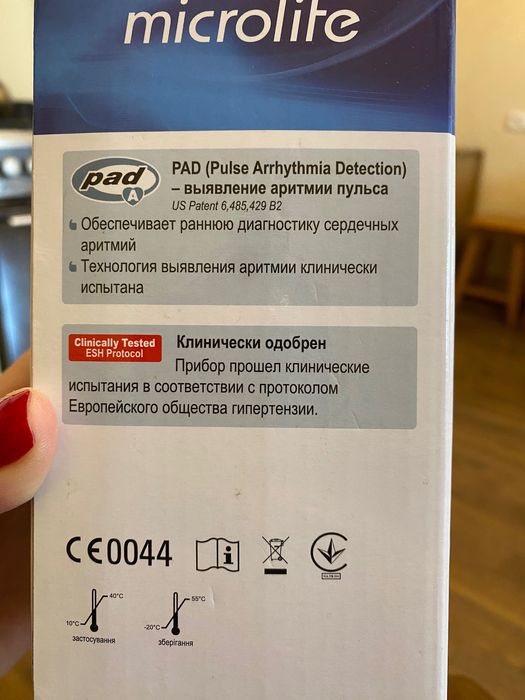 microlife
pad
A
PAD (Pulse Arrhythmia Detection)
– выявление аритмии пульса
US Patent 6,485,429 B2
Обеспечивает раннюю диагностику сердечных
аритмий
Технология выявления аритмии клинически
испытана
Clinically Tested
ESH Protocol
Клинически одобрен
Прибор прошел клинические
испытания в соответствии с протоколом
Европейского общества гипертензии.
CE0044
i
40°C
10°C
застосування
55°C
-20°C
зберігання